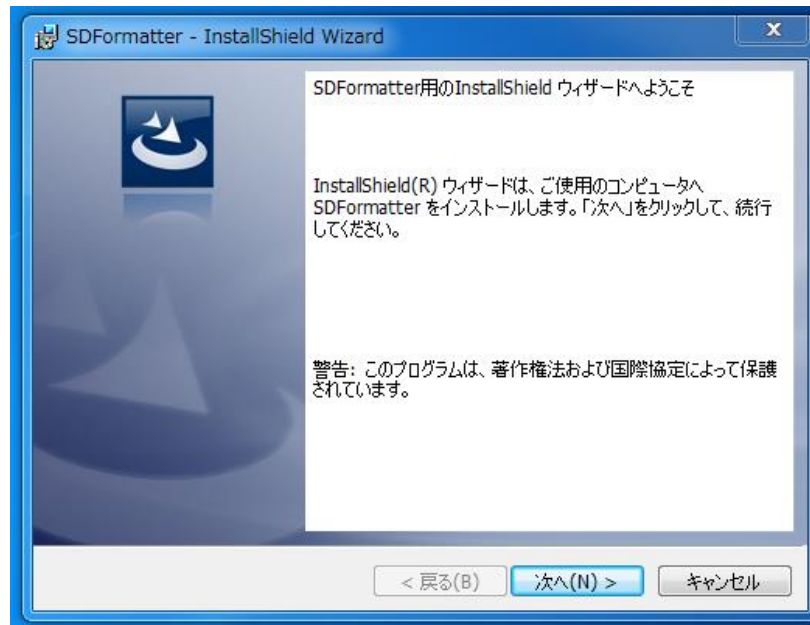 SDFormatter - InstallShield Wizard
SDFormatter用のInstallShield ウィザードへようこそ
InstallShield(R) ウィザードは、ご使用のコンピュータへ
SDFormatter をインストールします。「次へ」をクリックして、続行
してください。
警告: このプログラムは、著作権法および国際協定によって保護
されています。
< 戻る(B) 次へ(N) > キャンセル